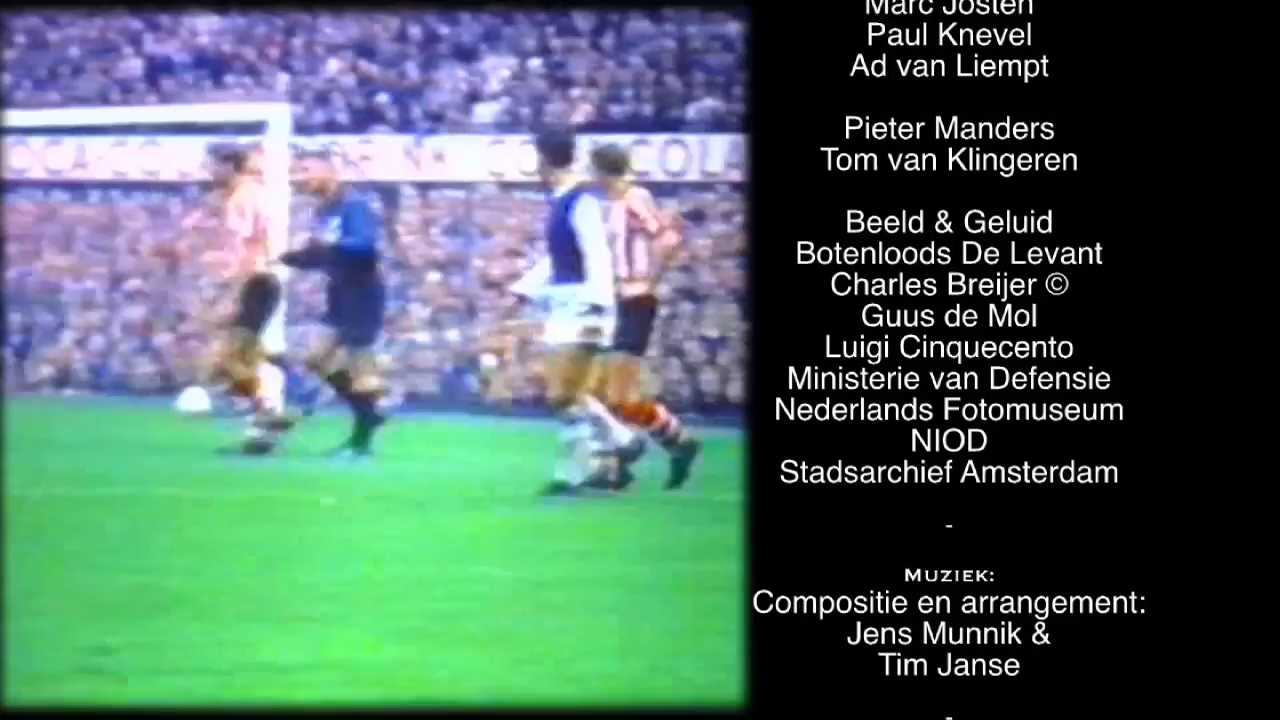 Marc Josten
Paul Knevel
Ad van Liempt
Pieter Manders
Tom van Klingeren
Beeld & Geluid
Botenloods De Levant
Charles Breijer ©
Guus de Mol
Luigi Cinquecento
Ministerie van Defensie
Nederlands Fotomuseum
NIOD
Stadsarchief Amsterdam
-
MUZIEK:
Compositie en arrangement:
Jens Munnik &
Tim Janse